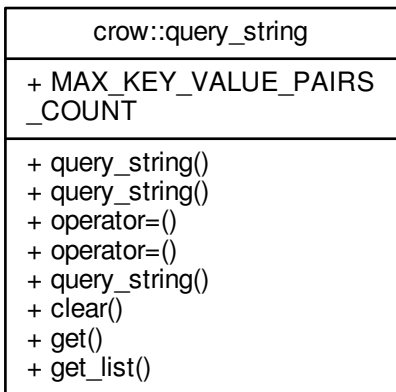 crow::query_string
+ MAX_KEY_VALUE_PAIRS
_COUNT
+ query_string()
+ query_string()
+ operator=()
+ operator=()
+ query_string()
+ clear()
+ get()
+ get_list()